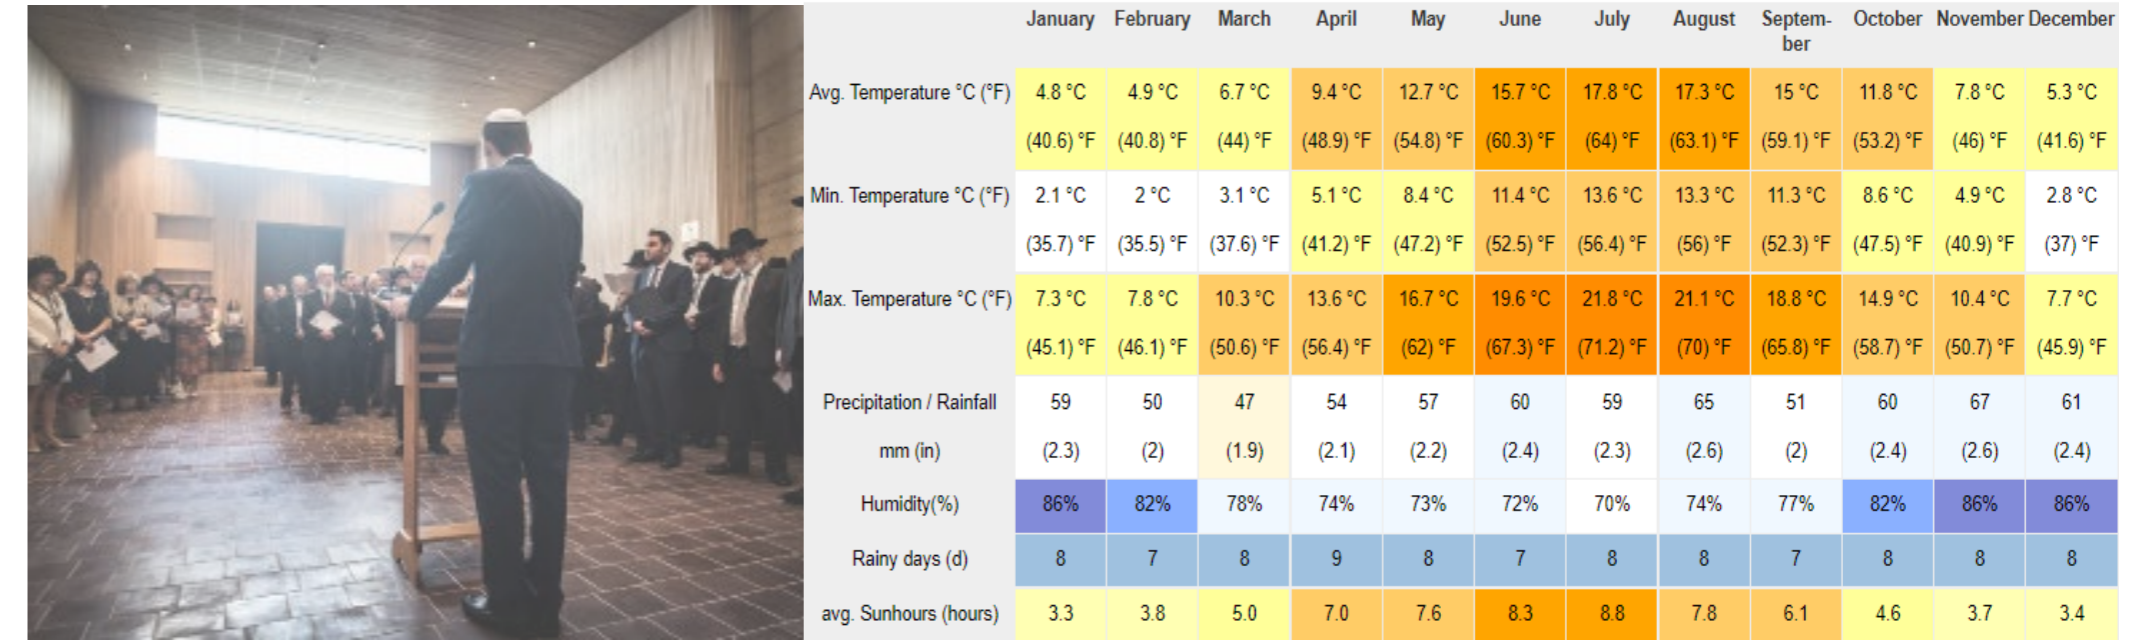 January February March April May June July August Septem- October November December
ber
Avg. Temperature °C (°F) 4.8 °C 4.9 °C 6.7 °C 9.4 °C 12.7 °C 15.7 °C 17.8 °C 17.3 °C 15 °C 11.8 °C 7.8 °C 5.3 °C
(40.6) °F (40.8) °F (44) °F (48.9) °F (54.8) °F (60.3) °F (64) °F (63.1) °F (59.1) °F (53.2) °F (46) °F (41.6) °F
Min. Temperature °C (°F) 2.1 °C 2 °C 3.1 °C 5.1 °C 8.4 °C 11.4 °C 13.6 °C 13.3 °C 11.3 °C 8.6 °C 4.9 °C 2.8 °C
(35.7) °F (35.5) °F (37.6) °F (41.2) °F (47.2) °F (52.5) °F (56.4) °F (56) °F (52.3) °F (47.5) °F (40.9) °F (37) °F
Max. Temperature °C (°F) 7.3 °C 7.8 °C 10.3 °C 13.6 °C 16.7 °C 19.6 °C 21.8 °C 21.1 °C 18.8 °C 14.9 °C 10.4 °C 7.7 °C
(45.1) °F (46.1) °F (50.6) °F (56.4) °F (62) °F (67.3) °F (71.2) °F (70) °F (65.8) °F (58.7) °F (50.7) °F (45.9) °F
Precipitation / Rainfall 59 50 47 54 57 60 59 65 51 60 67 61
mm (in) (2.3) (2) (1.9) (2.1) (2.2) (2.4) (2.3) (2.6) (2) (2.4) (2.6) (2.4)
Humidity(%) 86% 82% 78% 74% 73% 72% 70% 74% 77% 82% 86% 86%
Rainy days (d) 8 7 8 9 8 7 8 8 7 8 8 8
avg. Sunhours (hours) 3.3 3.8 5.0 7.0 7.6 8.3 8.8 7.8 6.1 4.6 3.7 3.4